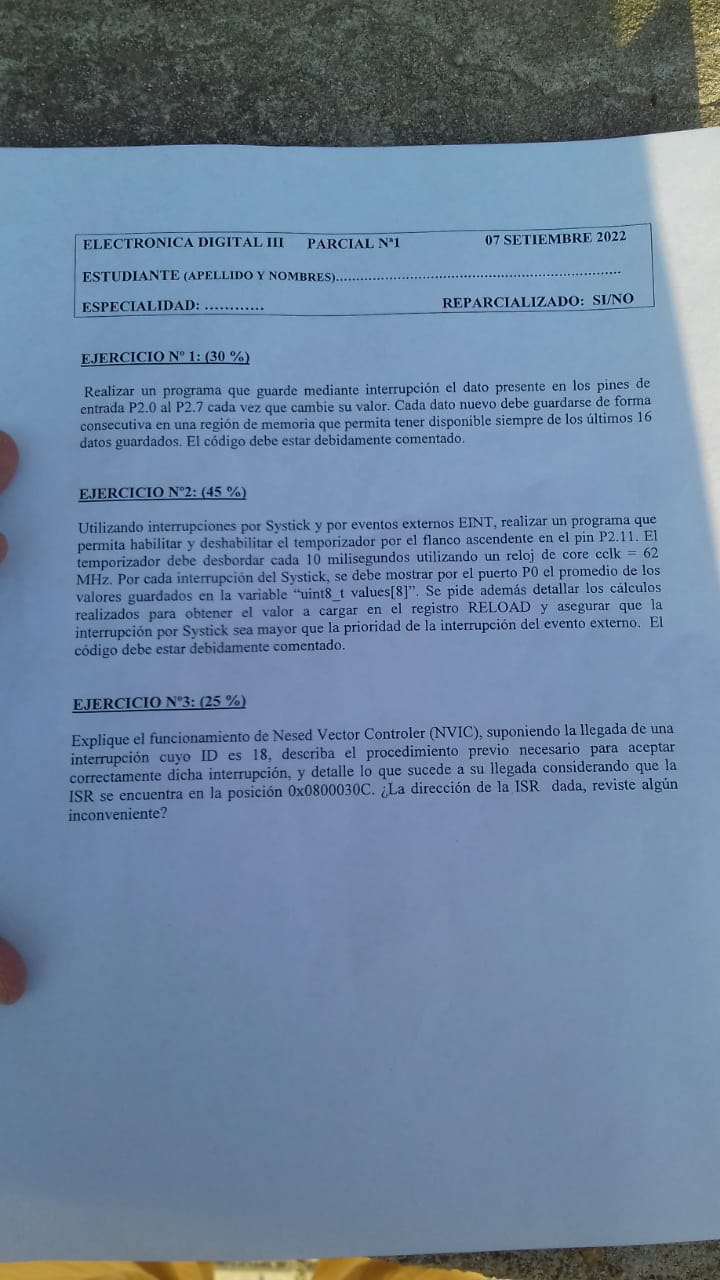 ELECTRONICA DIGITAL III PARCIAL Nª1 07 SETIEMBRE 2022
ESTUDIANTE (APELLIDO Y NOMBRES)..........................................................................
ESPECIALIDAD: ............ REPARCIALIZADO: SI/NO
EJERCICIO Nº 1: (30 %)
Realizar un programa que guarde mediante interrupción el dato presente en los pines de
entrada P2.0 al P2.7 cada vez que cambie su valor. Cada dato nuevo debe guardarse de forma
consecutiva en una región de memoria que permita tener disponible siempre de los últimos 16
datos guardados. El código debe estar debidamente comentado.
EJERCICIO Nº2: (45 %)
Utilizando interrupciones por Systick y por eventos externos EINT, realizar un programa que
permita habilitar y deshabilitar el temporizador por el flanco ascendente en el pin P2.11. El
temporizador debe desbordar cada 10 milisegundos utilizando un reloj de core cclk = 62
MHz. Por cada interrupción del Systick, se debe mostrar por el puerto P0 el promedio de los
valores guardados en la variable “uint8_t values[8]”. Se pide además detallar los cálculos
realizados para obtener el valor a cargar en el registro RELOAD y asegurar que la
interrupción por Systick sea mayor que la prioridad de la interrupción del evento externo. El
código debe estar debidamente comentado.
EJERCICIO Nº3: (25 %)
Explique el funcionamiento de Nesed Vector Controler (NVIC), suponiendo la llegada de una
interrupción cuyo ID es 18, describa el procedimiento previo necesario para aceptar
correctamente dicha interrupción, y detalle lo que sucede a su llegada considerando que la
ISR se encuentra en la posición 0x0800030C. ¿La dirección de la ISR dada, reviste algún
inconveniente?